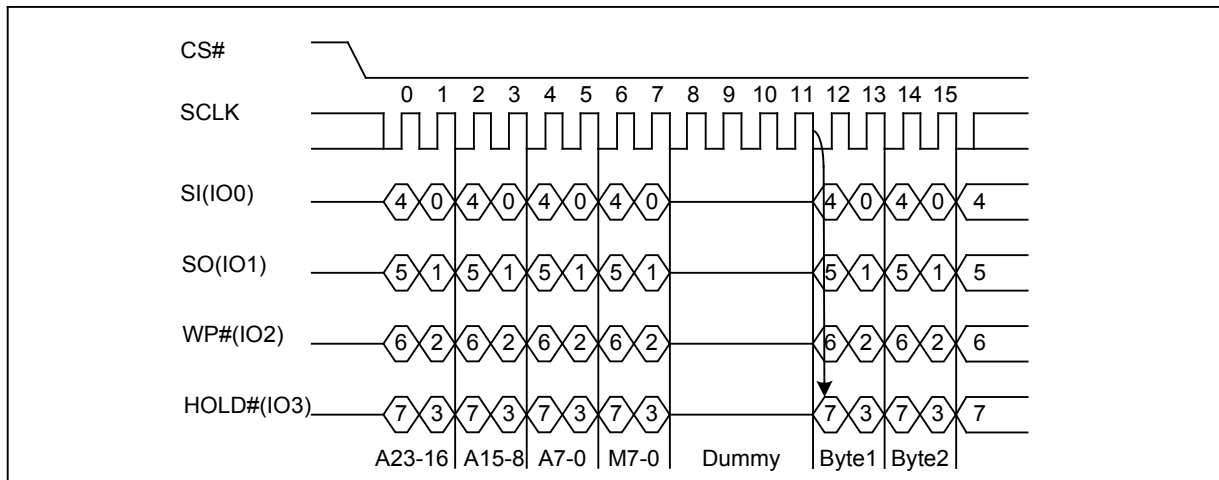 CS#
0 1 2 3 4 5 6 7 8 9 10 11 12 13 14 15
SCLK
SI(IO0) 4 0 4 0 4 0 4 0 4 0 4 0 4
SO(IO1) 5 1 5 1 5 1 5 1 5 1 5 1 5
WP#(IO2) 6 2 6 2 6 2 6 2 6 2 6 2 6
HOLD#(IO3) 7 3 7 3 7 3 7 3 7 3 7 3 7
A23-16 A15-8 A7-0 M7-0 Dummy Byte1 Byte2